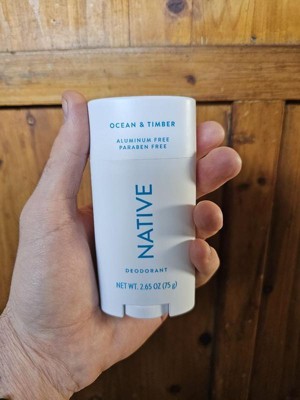 OCEAN & TIMBER
ALUMINUM FREE
PARABEN FREE
NATIVE
DEODORANT
NET WT. 2.65 OZ (75 g)